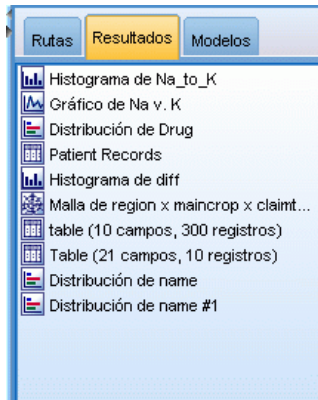 Rutas Resultados Modelos
Histograma de Na_to_K
Gráfico de Na v. K
Distribución de Drug
Patient Records
Histograma de diff
Malla de region x maincrop x claimt...
table (10 campos, 300 registros)
Table (21 campos, 10 registros)
Distribución de name
Distribución de name #1